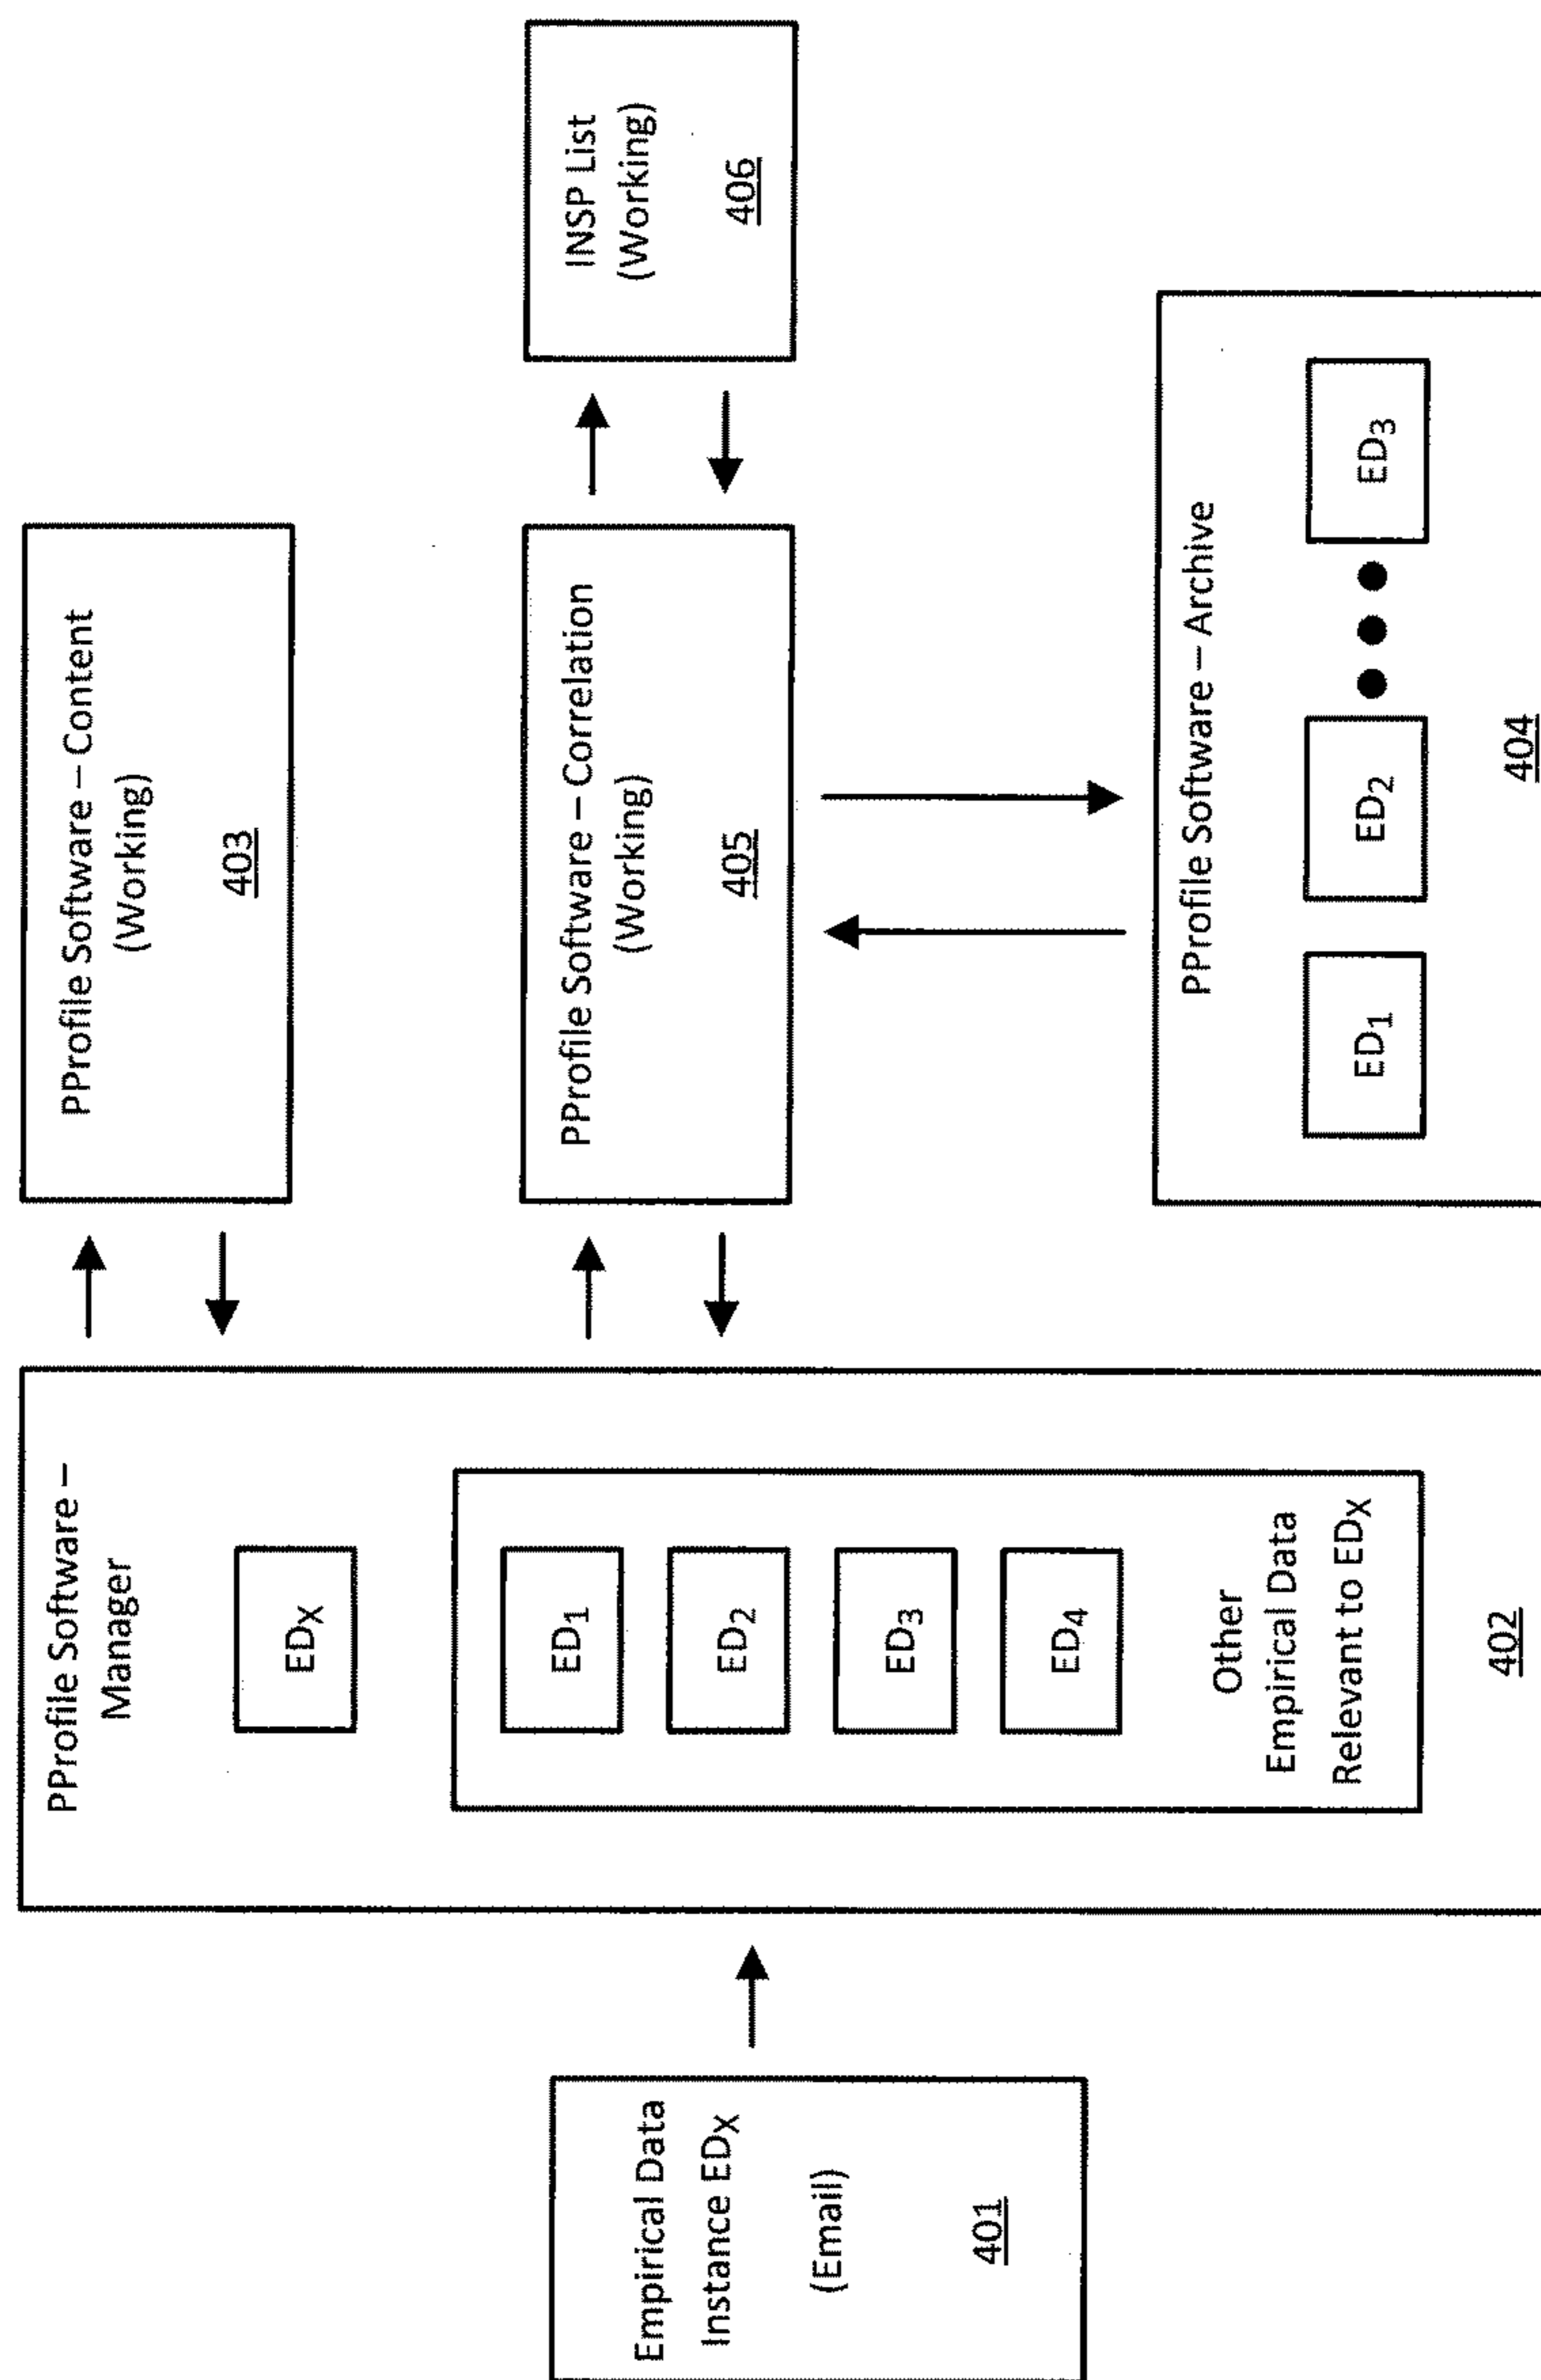 Empirical Data
Instance EDX
(Email)
401
PProfile Software –
Manager
EDX
ED1
ED2
ED3
ED4
Other
Empirical Data
Relevant to EDX
402
PProfile Software – Content
(Working)
403
PProfile Software – Correlation
(Working)
405
INSP List
(Working)
406
PProfile Software – Archive
ED1
ED2
ED3
404